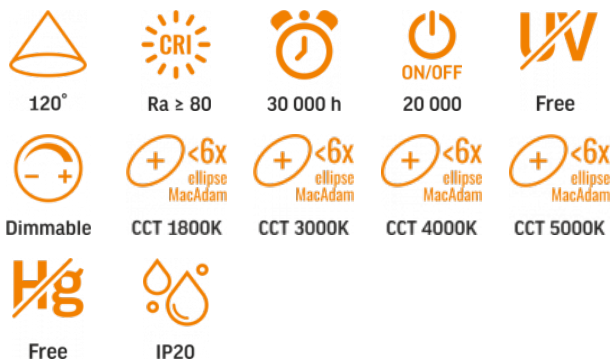 CRI
ON/OFF
UV
120° Ra ≥ 80 30 000 h 20 000 Free
- + + <6x + <6x + <6x + <6x
ellipse ellipse ellipse ellipse
MacAdam MacAdam MacAdam MacAdam
Dimmable CCT 1800K CCT 3000K CCT 4000K CCT 5000K
Hg
Free IP20